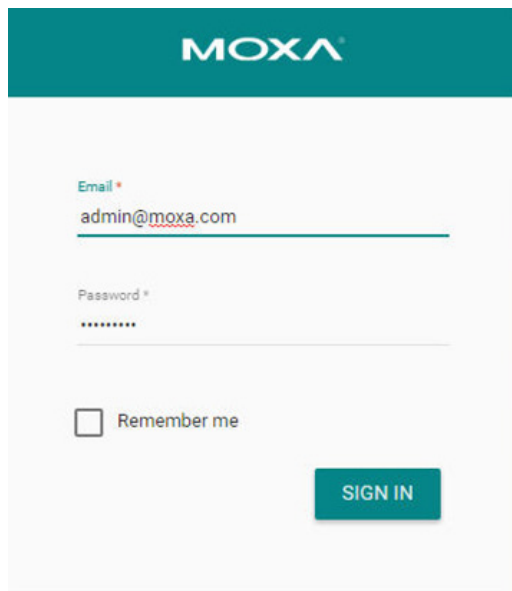 MOXA®
Email *
admin@moxa.com
Password *
•••••••••
Remember me
SIGN IN